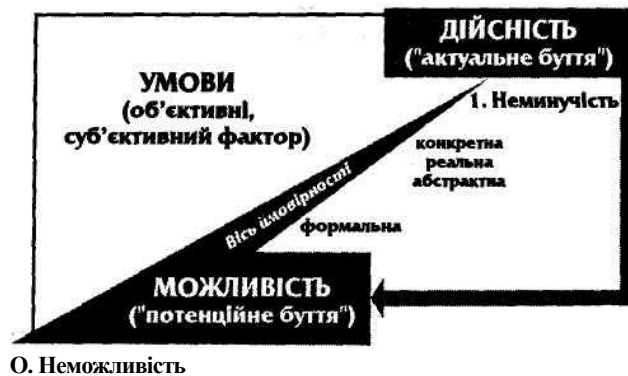 ДІЙСНІСТЬ
("актуальне буття")
УМОВИ
(об'єктивні,
суб'єктивний фактор)
1. Неминучість
конкретна
реальна
абстрактна
Вісь ймовірності
формальна
МОЖЛИВІСТЬ
("потенційне буття")
О. Неможливість